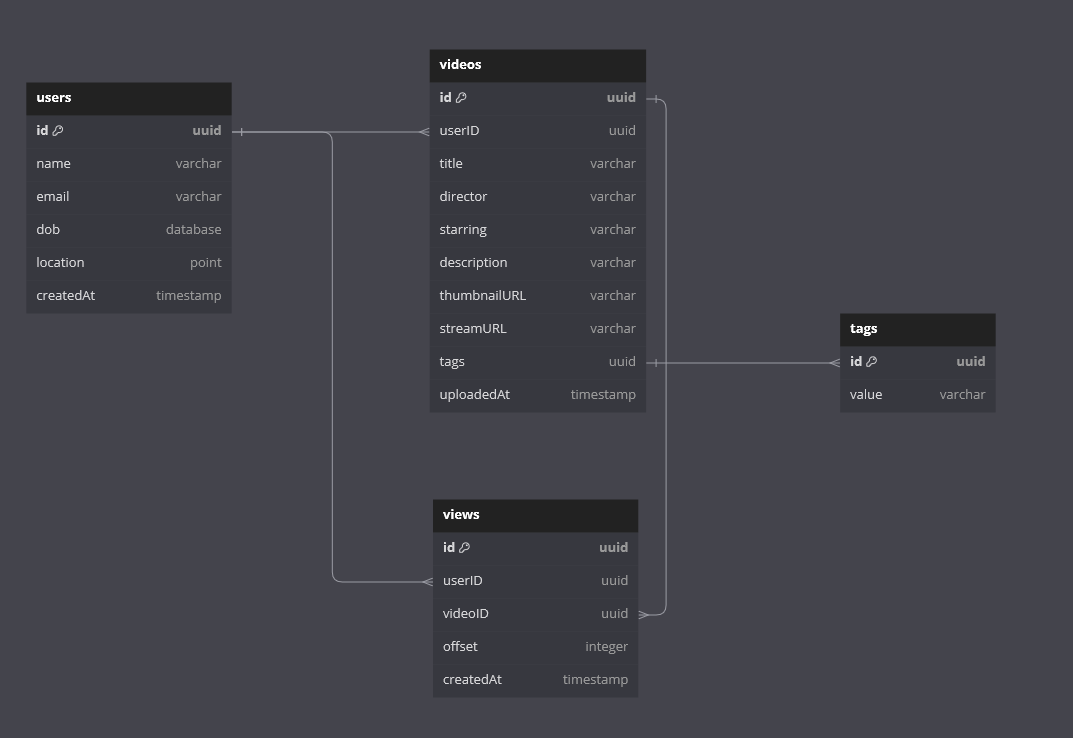 users
id uuid
name varchar
email varchar
dob database
location point
createdAt timestamp
videos
id uuid
userID uuid
title varchar
director varchar
starring varchar
description varchar
thumbnailURL varchar
streamURL varchar
tags uuid
uploadedAt timestamp
tags
id uuid
value varchar
views
id uuid
userID uuid
videoID uuid
offset integer
createdAt timestamp